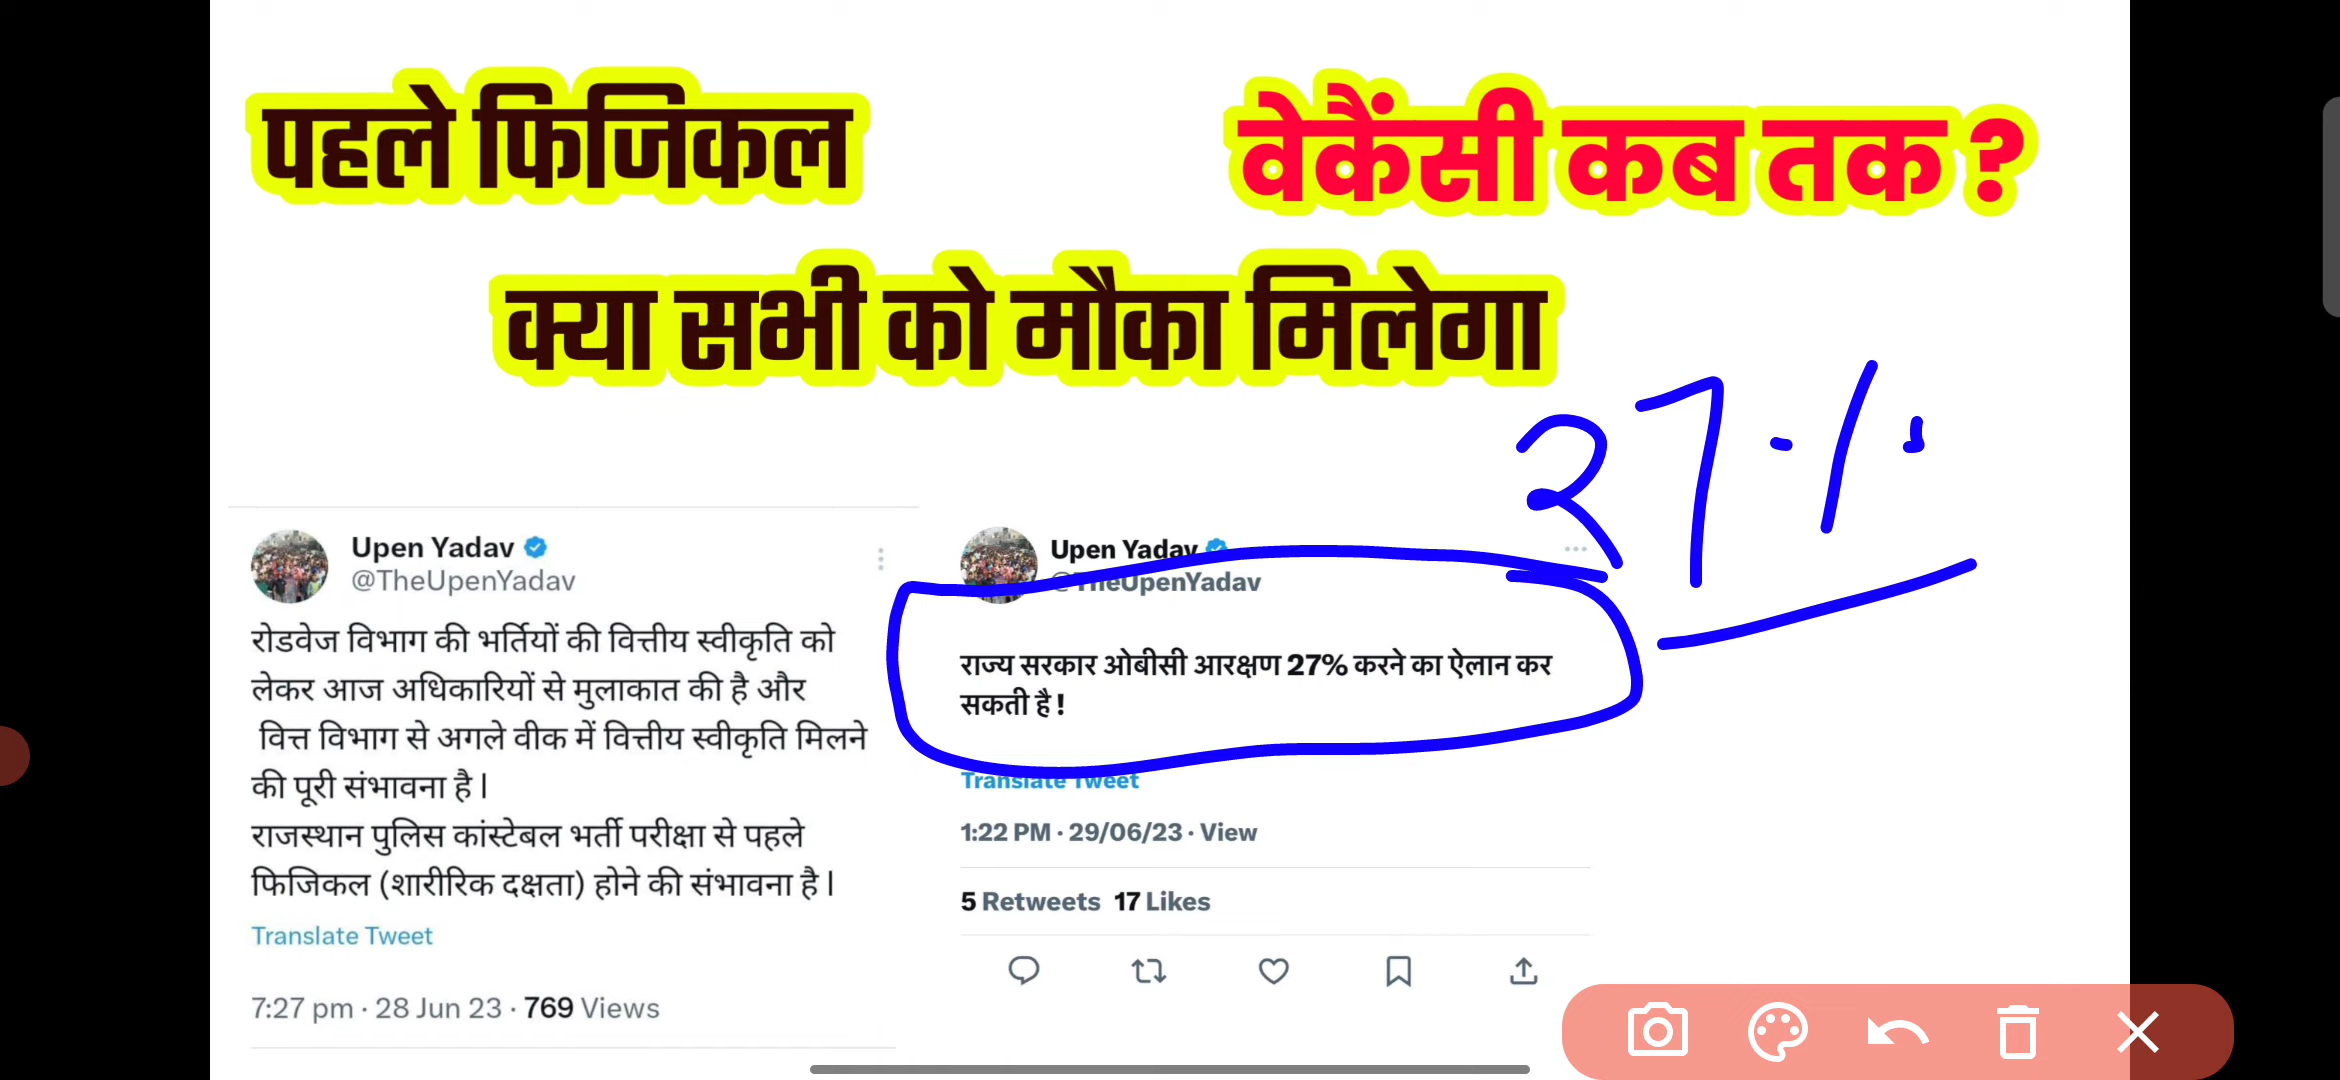 पहले फिजिकल
वेकैंसी कब तक ?
क्या सभी को मौका मिलेगा
27%
Upen Yadav
@TheUpenYadav
रोडवेज विभाग की भर्तियों की वित्तीय स्वीकृति को
लेकर आज अधिकारियों से मुलाकात की है और
वित्त विभाग से अगले वीक में वित्तीय स्वीकृति मिलने
की पूरी संभावना है।
राजस्थान पुलिस कांस्टेबल भर्ती परीक्षा से पहले
फिजिकल (शारीरिक दक्षता) होने की संभावना है।
Translate Tweet
7:27 pm · 28 Jun 23 · 769 Views
Upen Yadav
@TheUpenYadav
राज्य सरकार ओबीसी आरक्षण 27% करने का ऐलान कर
सकती है !
Translate Tweet
1:22 PM · 29/06/23 · View
5 Retweets 17 Likes